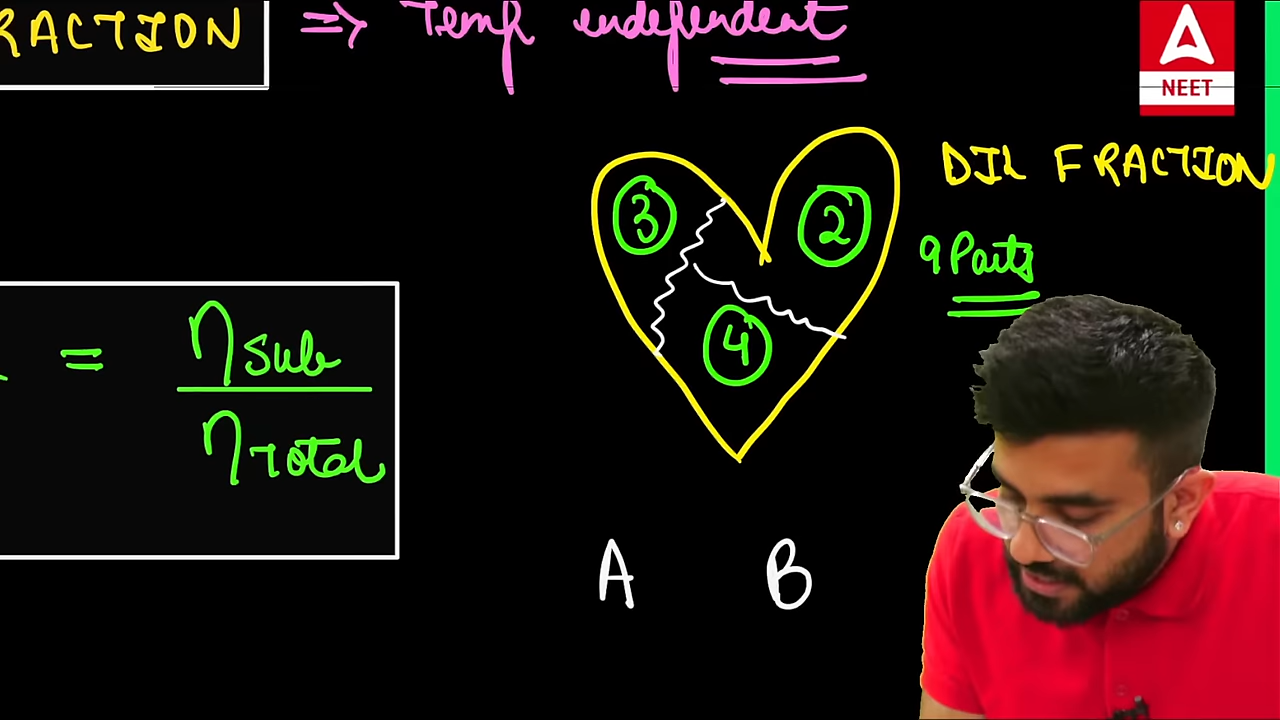 RACTION ⇒ Temp independent
NEET
DIL FRACTION
3
2
9 Parts
4
= ηsub
ηTotal
A B